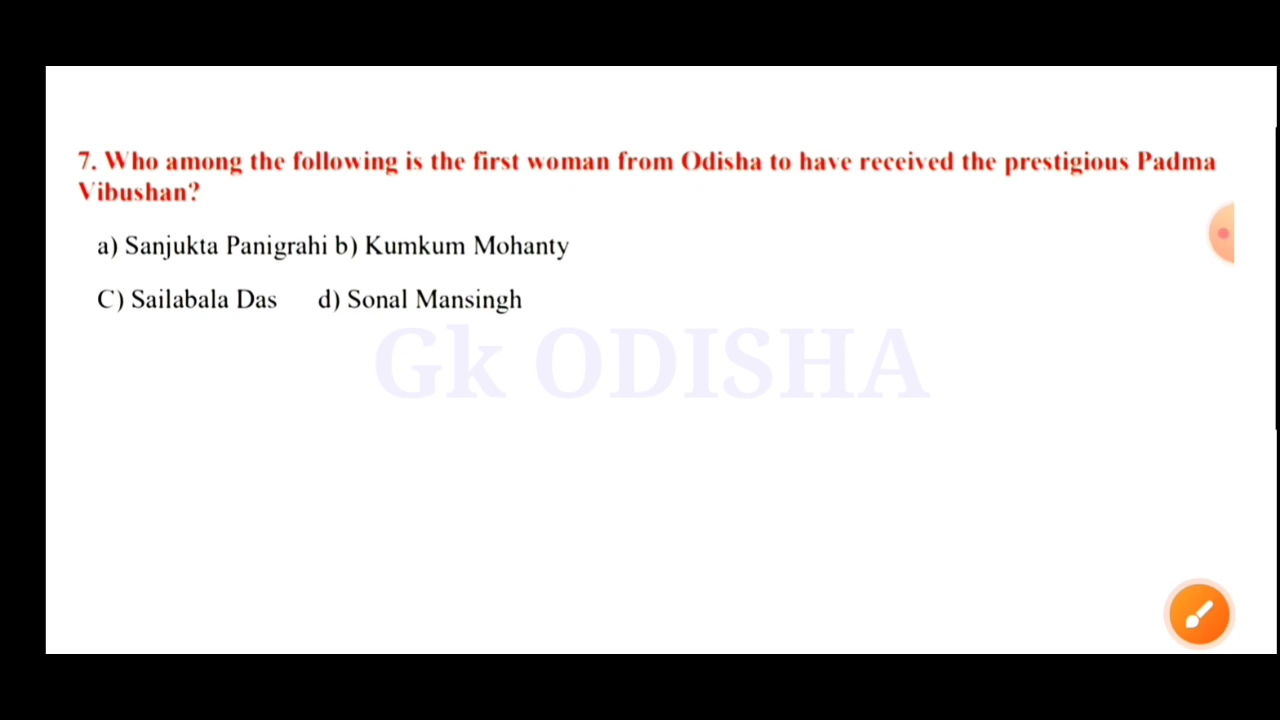 7. Who among the following is the first woman from Odisha to have received the prestigious Padma
Vibushan?
a) Sanjukta Panigrahi b) Kumkum Mohanty
C) Sailabala Das d) Sonal Mansingh
Gk ODISHA